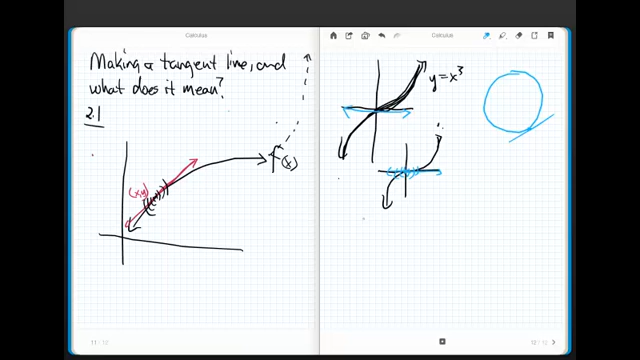 Calculus
Making a tangent line, and
what does it mean?
2.1
(x,y)
f(x)
11 / 12
Calculus
y = x³
12 / 12